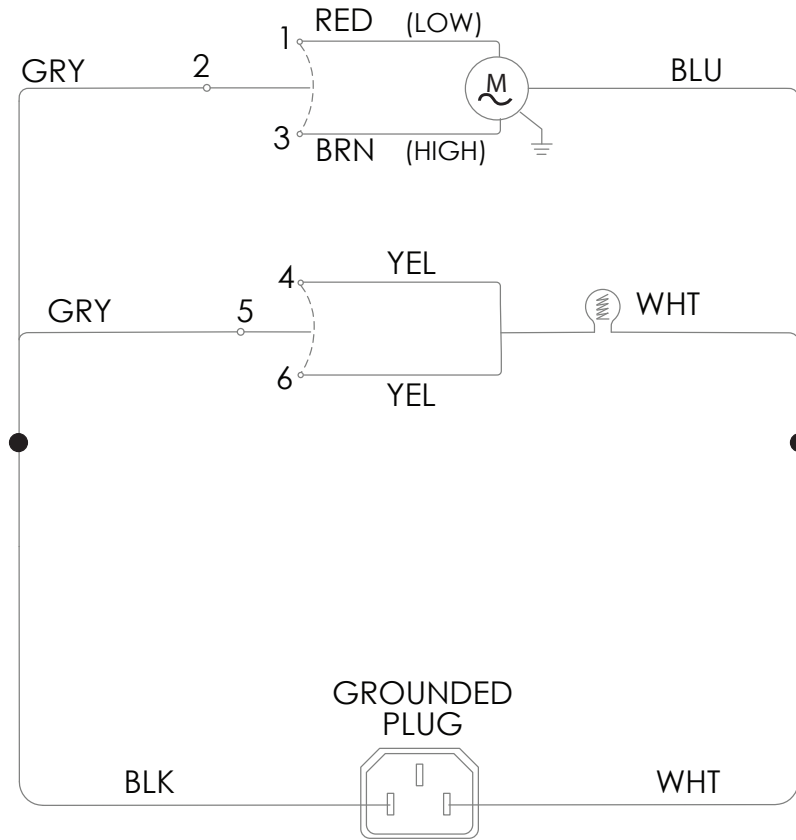 RED (LOW)
1
GRY
2
M
BLU
3
BRN (HIGH)
4
YEL
GRY
5
WHT
6
YEL
GROUNDED
PLUG
BLK
WHT